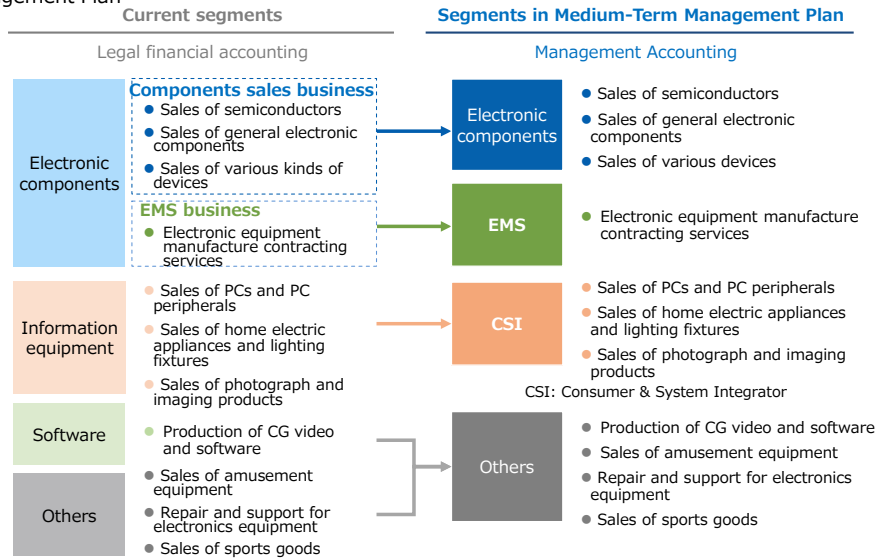 agement Plan
Current segments
Segments in Medium-Term Management Plan
Legal financial accounting
Management Accounting
Electronic
components
Components sales business
● Sales of semiconductors
● Sales of general electronic
components
● Sales of various kinds of
devices
EMS business
● Electronic equipment
manufacture contracting
services
Electronic
components
● Sales of semiconductors
● Sales of general electronic
components
● Sales of various devices
EMS
● Electronic equipment manufacture
contracting services
Information
equipment
● Sales of PCs and PC
peripherals
● Sales of home electric
appliances and lighting
fixtures
● Sales of photograph and
imaging products
CSI
● Sales of PCs and PC peripherals
● Sales of home electric appliances
and lighting fixtures
● Sales of photograph and imaging
products
CSI: Consumer & System Integrator
Software
● Production of CG video
and software
Others
● Sales of amusement
equipment
● Repair and support for
electronics equipment
● Sales of sports goods
Others
● Production of CG video and software
● Sales of amusement equipment
● Repair and support for electronics
equipment
● Sales of sports goods